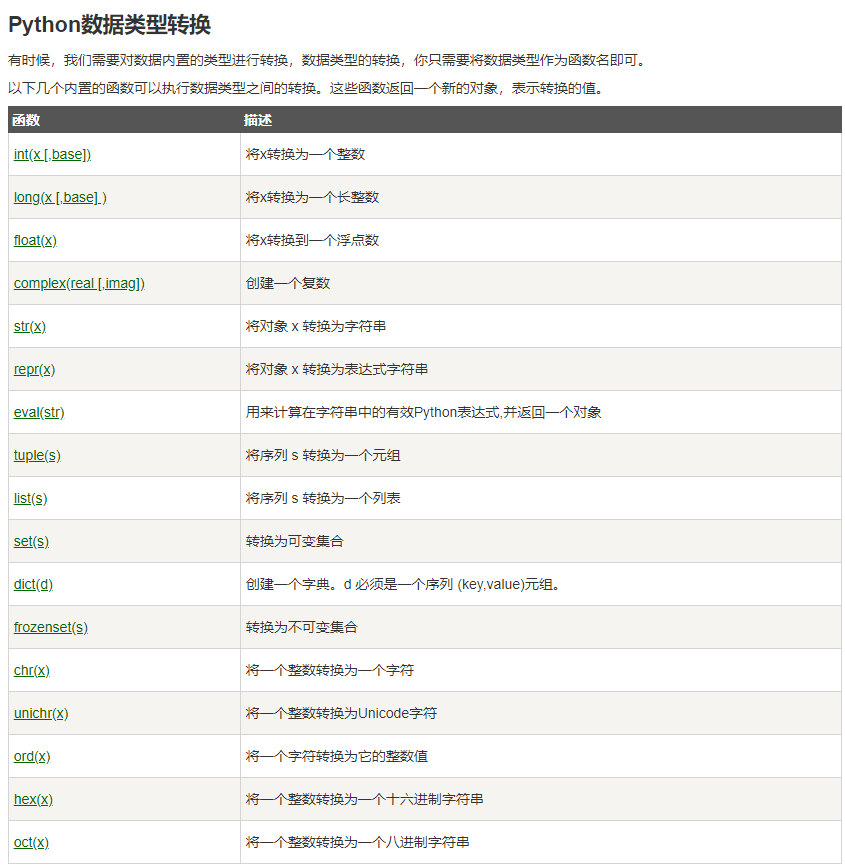 Python数据类型转换
有时候，我们需要对数据内置的类型进行转换，数据类型的转换，你只需要将数据类型作为函数名即可。
以下几个内置的函数可以执行数据类型之间的转换。这些函数返回一个新的对象，表示转换的值。
函数 描述
int(x [,base]) 将x转换为一个整数
long(x [,base] ) 将x转换为一个长整数
float(x) 将x转换到一个浮点数
complex(real [,imag]) 创建一个复数
str(x) 将对象 x 转换为字符串
repr(x) 将对象 x 转换为表达式字符串
eval(str) 用来计算在字符串中的有效Python表达式,并返回一个对象
tuple(s) 将序列 s 转换为一个元组
list(s) 将序列 s 转换为一个列表
set(s) 转换为可变集合
dict(d) 创建一个字典。d 必须是一个序列 (key,value)元组。
frozenset(s) 转换为不可变集合
chr(x) 将一个整数转换为一个字符
unichr(x) 将一个整数转换为Unicode字符
ord(x) 将一个字符转换为它的整数值
hex(x) 将一个整数转换为一个十六进制字符串
oct(x) 将一个整数转换为一个八进制字符串